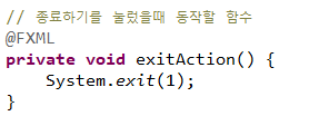 // 종료하기를 눌렀을때 동작할 함수
@FXML
private void exitAction() {
    System.exit(1);
}